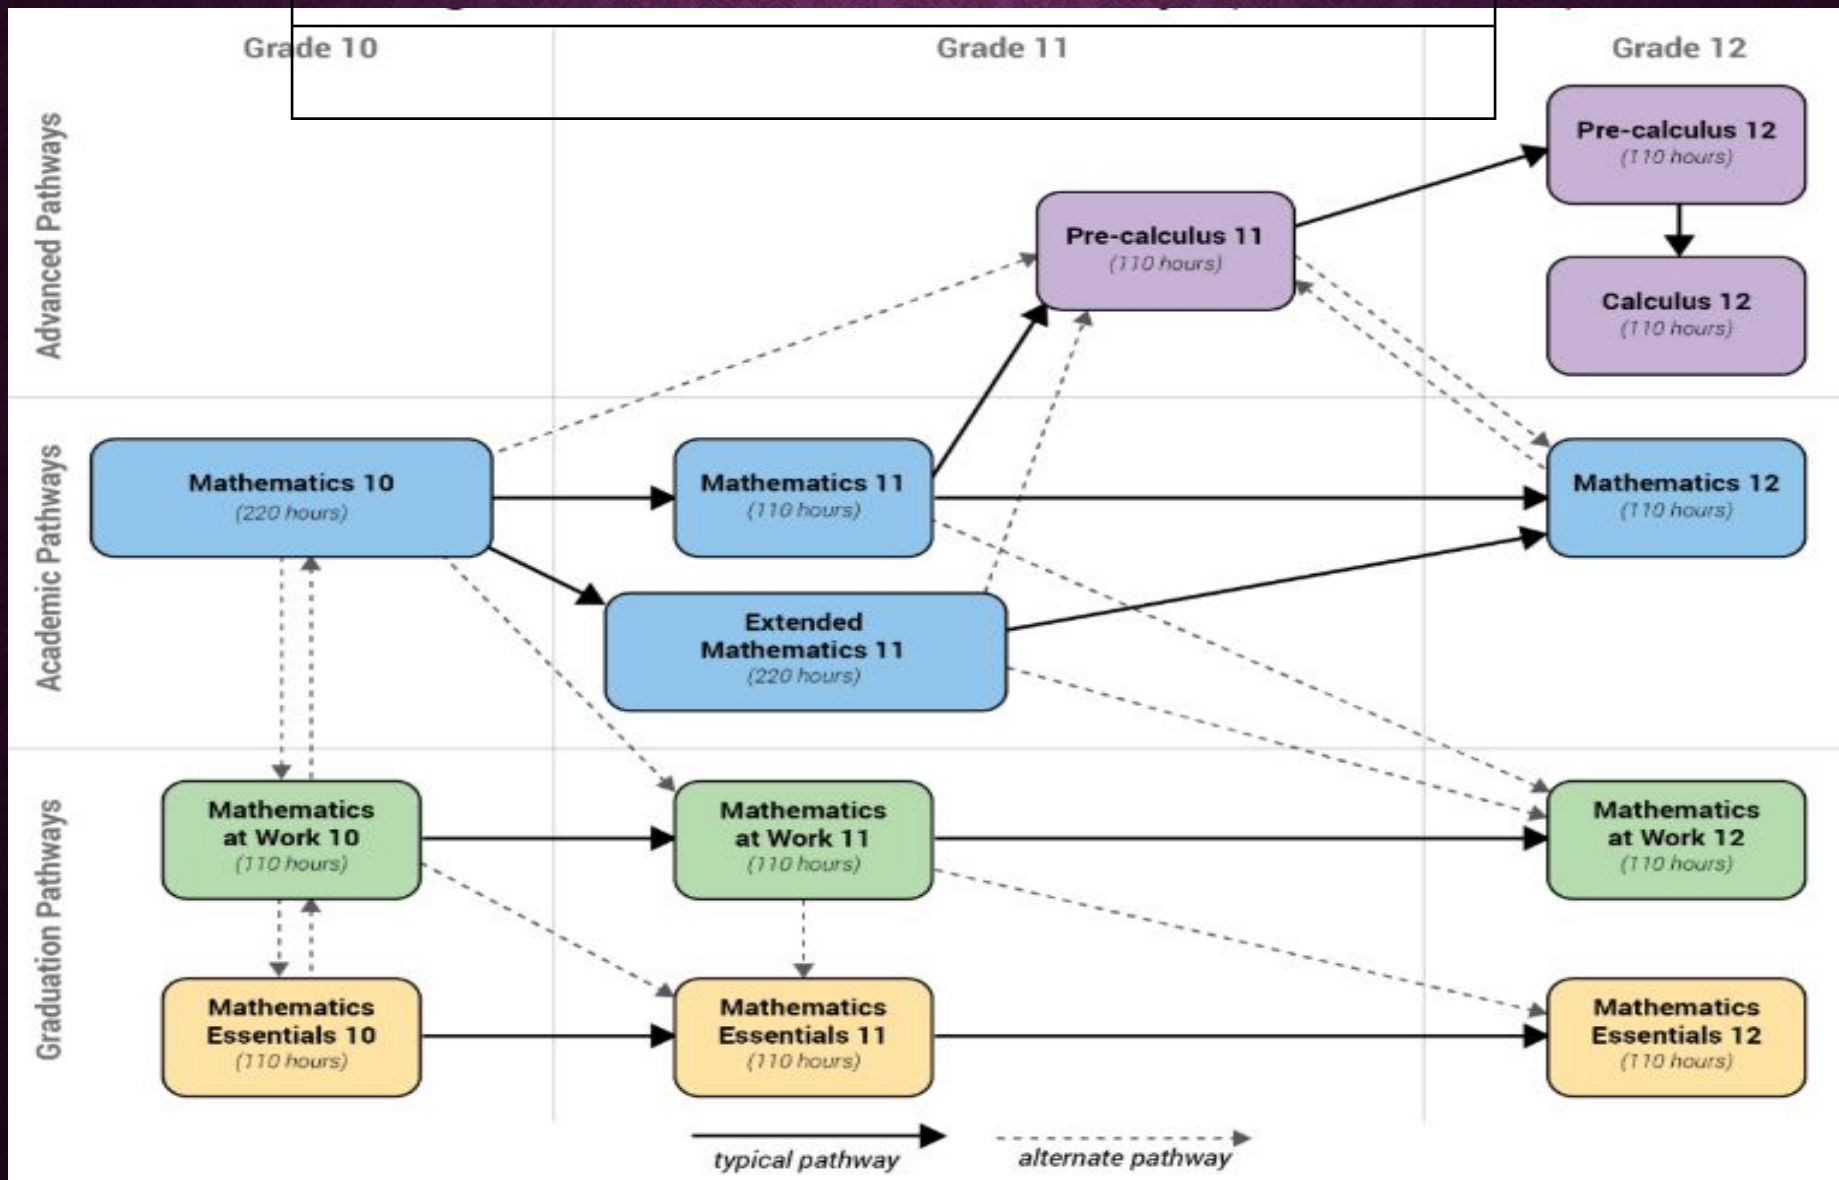 Grade 10
Grade 11
Grade 12
Advanced Pathways
Pre-calculus 12
(110 hours)
Pre-calculus 11
(110 hours)
Calculus 12
(110 hours)
Academic Pathways
Mathematics 10
(220 hours)
Mathematics 11
(110 hours)
Mathematics 12
(110 hours)
Extended
Mathematics 11
(220 hours)
Graduation Pathways
Mathematics
at Work 10
(110 hours)
Mathematics
at Work 11
(110 hours)
Mathematics
at Work 12
(110 hours)
Mathematics
Essentials 10
(110 hours)
Mathematics
Essentials 11
(110 hours)
Mathematics
Essentials 12
(110 hours)
typical pathway
alternate pathway